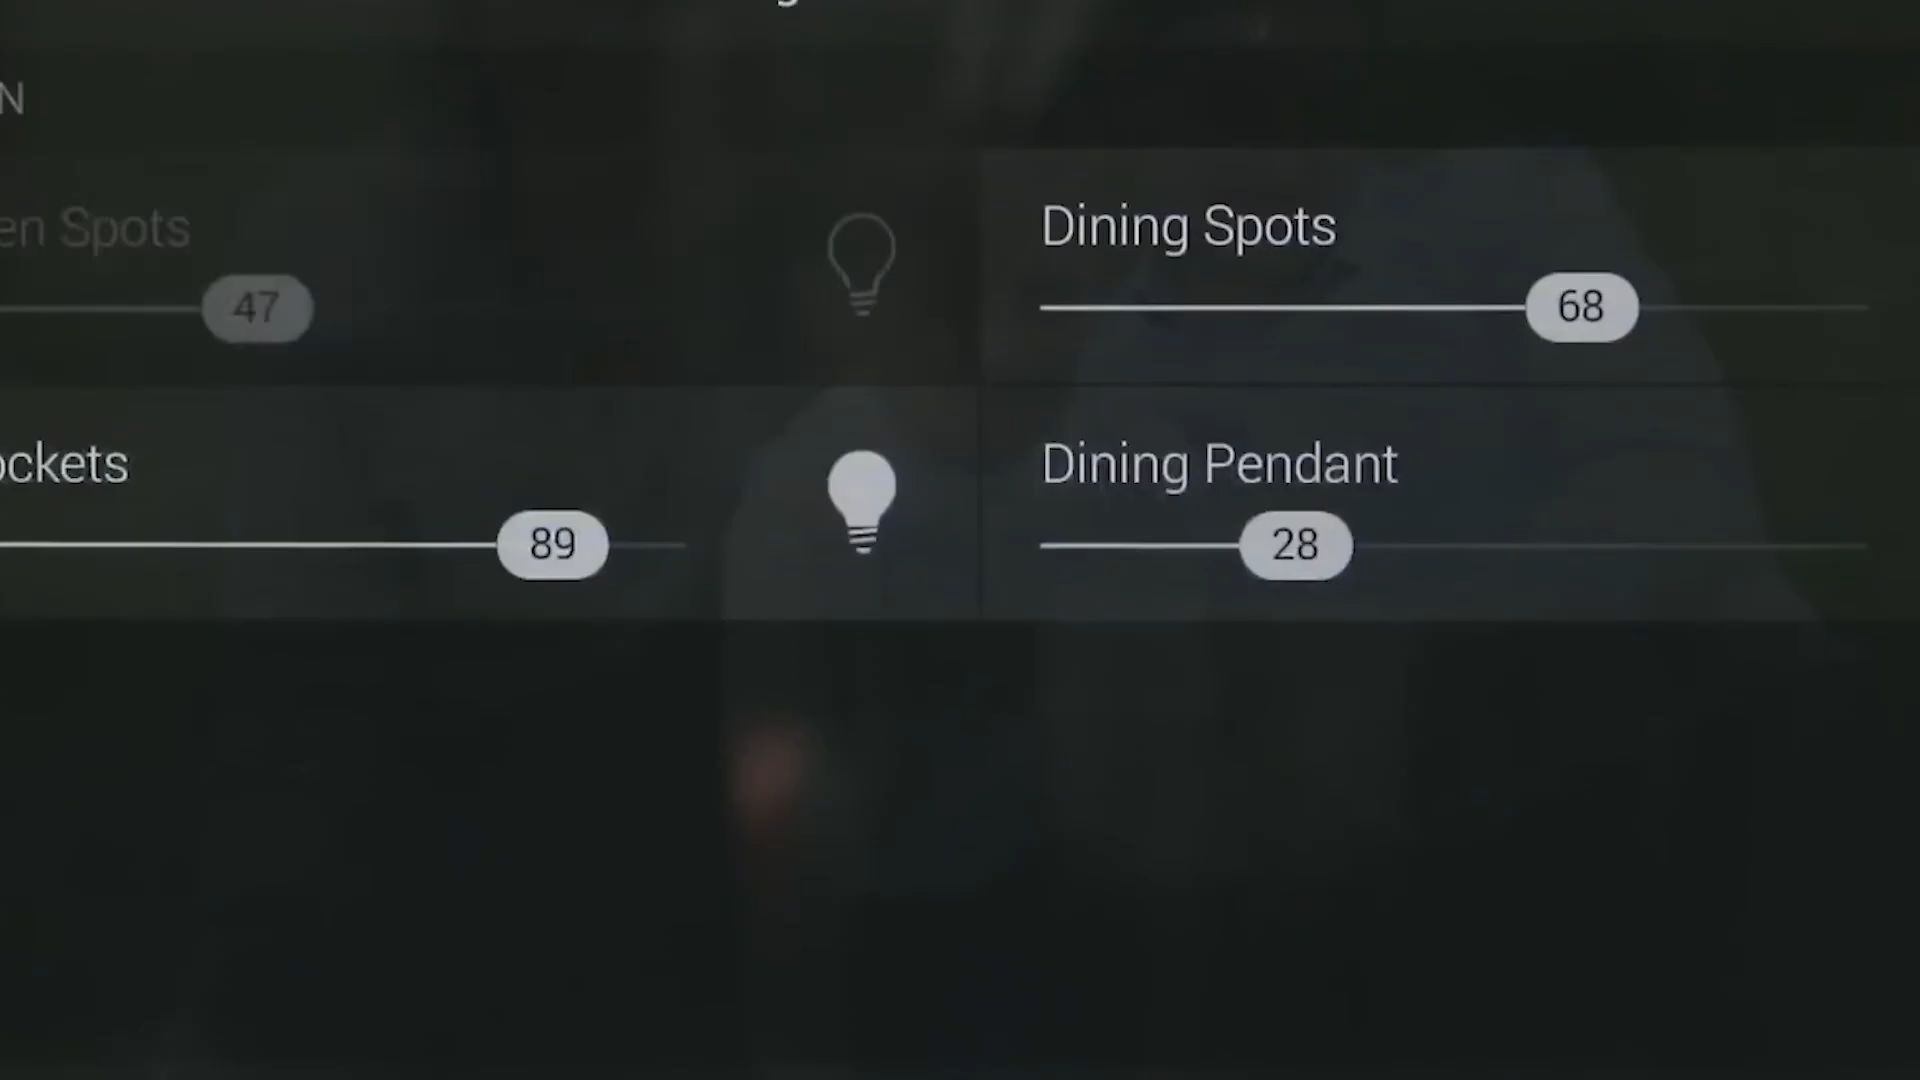 N
en Spots
47
Dining Spots
68
ockets
89
Dining Pendant
28